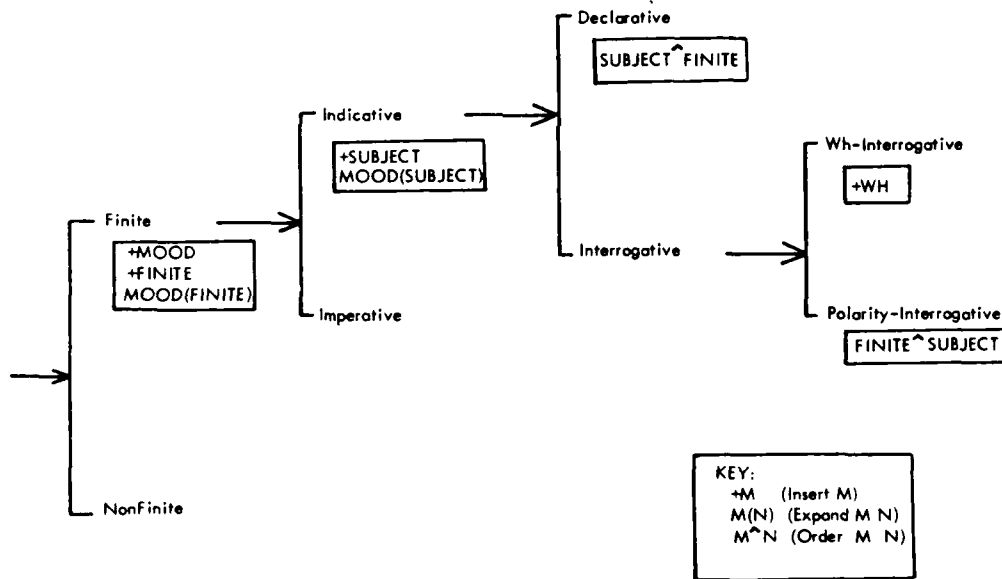 Declarative
SUBJECT^FINITE
Indicative
+SUBJECT
MOOD(SUBJECT)
Wh-Interrogative
+WH
Finite
+MOOD
+FINITE
MOOD(FINITE)
Interrogative
Imperative
Polarity-Interrogative
FINITE^SUBJECT
KEY:
+M (Insert M)
M(N) (Expand M N)
M^N (Order M N)
NonFinite